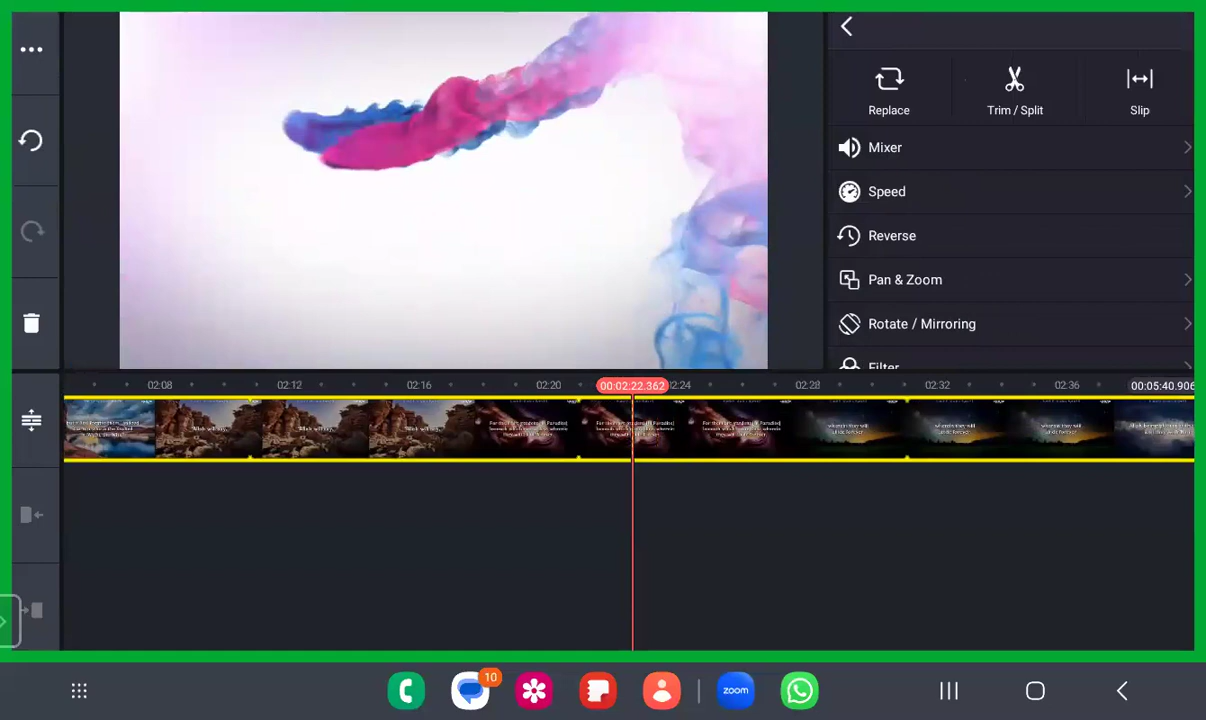 Replace
Trim / Split
Slip
Mixer
Speed
Reverse
Pan & Zoom
Rotate / Mirroring
Filter
02:08
02:12
02:16
02:20
00:02:22.362
02:24
02:28
02:32
02:36
00:05:40.906
10
zoom